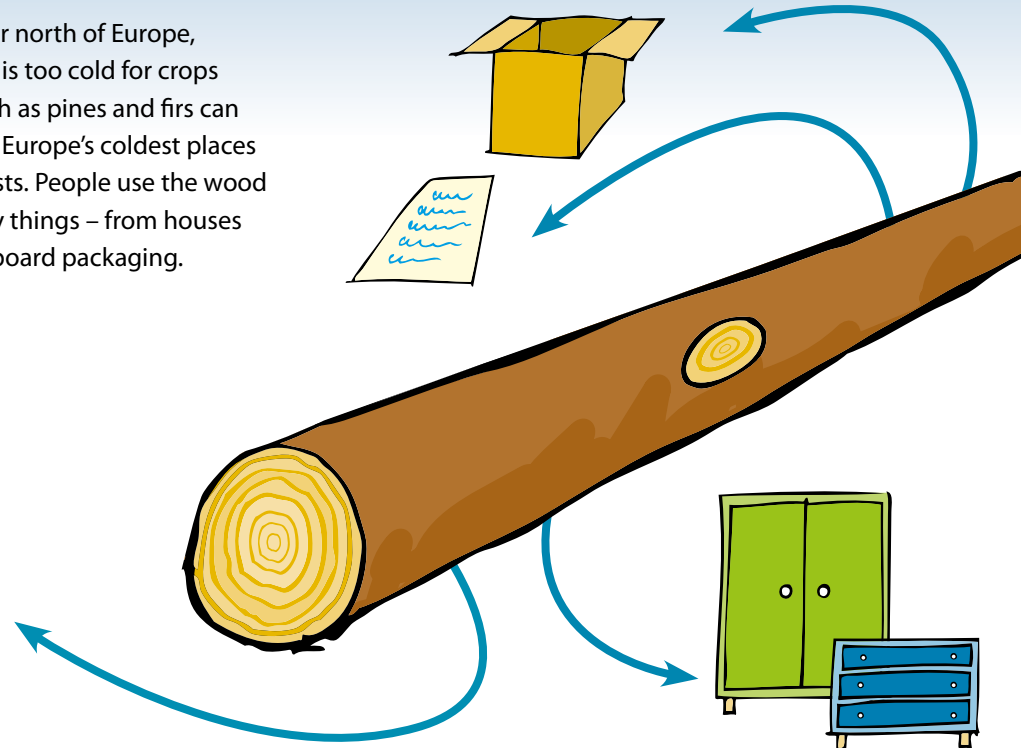 r north of Europe,
is too cold for crops
h as pines and firs can
Europe's coldest places
sts. People use the wood
y things – from houses
board packaging.